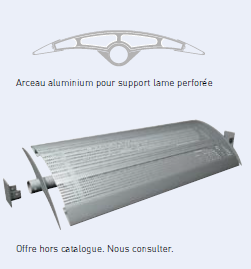 Arceau aluminium pour support lame perforée
Offre hors catalogue. Nous consulter.